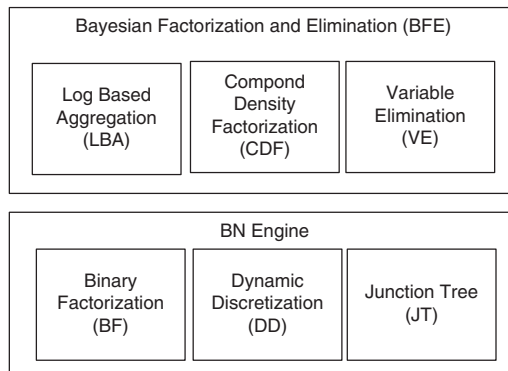 Bayesian Factorization and Elimination (BFE)
Log Based
Aggregation
(LBA)
Compond
Density
Factorization
(CDF)
Variable
Elimination
(VE)
BN Engine
Binary
Factorization
(BF)
Dynamic
Discretization
(DD)
Junction Tree
(JT)